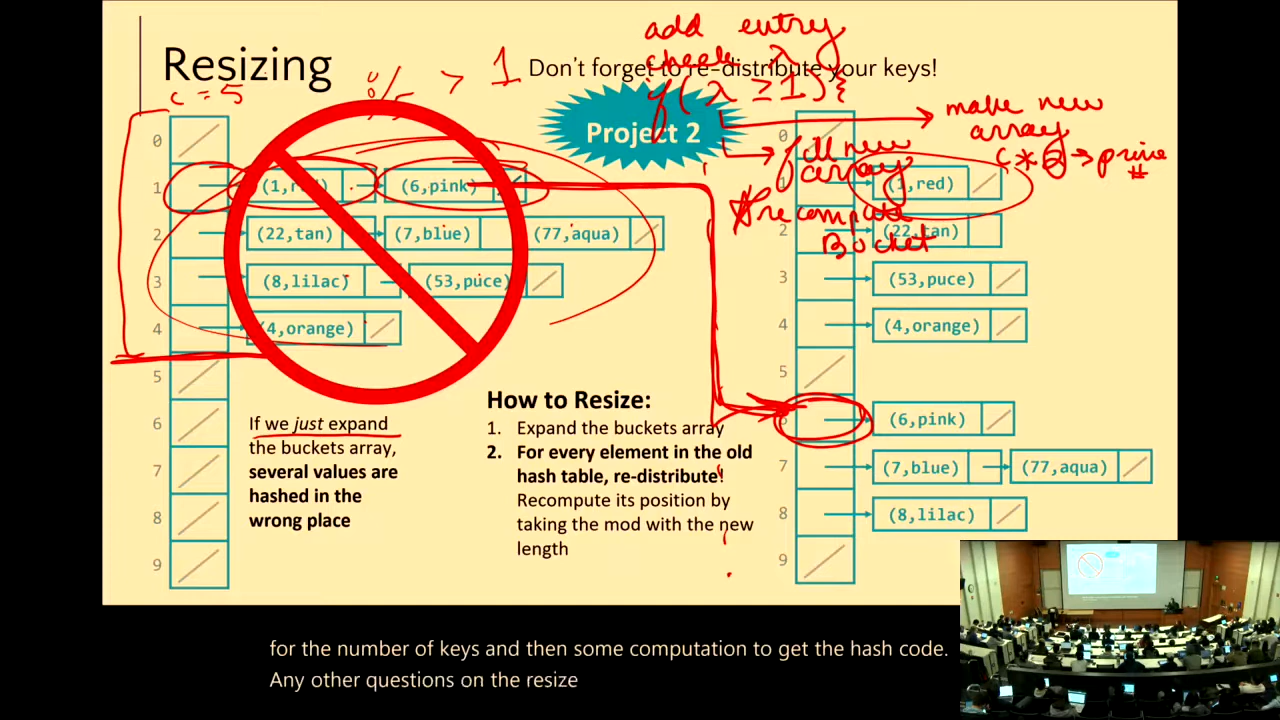 add entry
check λ
if( λ ≥ 1) {
Resizing
Don't forget to re-distribute your keys!
c = 5
8/5 > 1
Project 2
make new
array
C * 2 → prime
#
fill new
array
recompute
Bucket
0
1
(1,red)
(6,pink)
2
(22,tan)
(7,blue)
(77,aqua)
3
(8,lilac)
(53,puce)
4
(4,orange)
5
6
7
8
9
If we just expand
the buckets array,
several values are
hashed in the
wrong place
How to Resize:
1. Expand the buckets array
2. For every element in the old
hash table, re-distribute!
Recompute its position by
taking the mod with the new
length
0
1
(1,red)
2
(22,tan)
3
(53,puce)
4
(4,orange)
5
(6,pink)
7
(7,blue)
(77,aqua)
8
(8,lilac)
9
for the number of keys and then some computation to get the hash code.
Any other questions on the resize